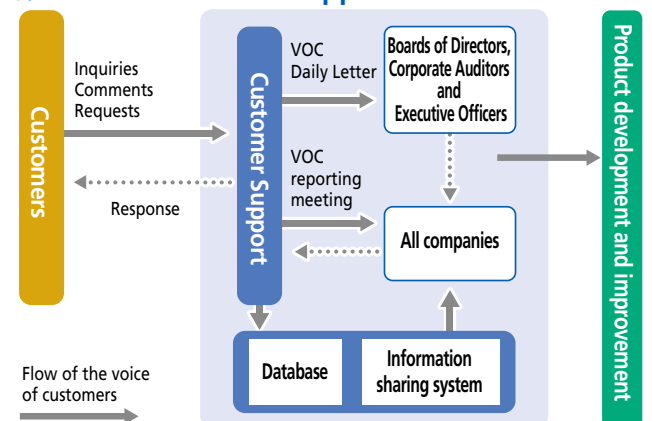 Customers
Inquiries
Comments
Requests
Response
Customer Support
VOC
Daily Letter
VOC
reporting
meeting
Boards of Directors,
Corporate Auditors
and
Executive Officers
All companies
Database
Information
sharing system
Product development and improvement
Flow of the voice
of customers